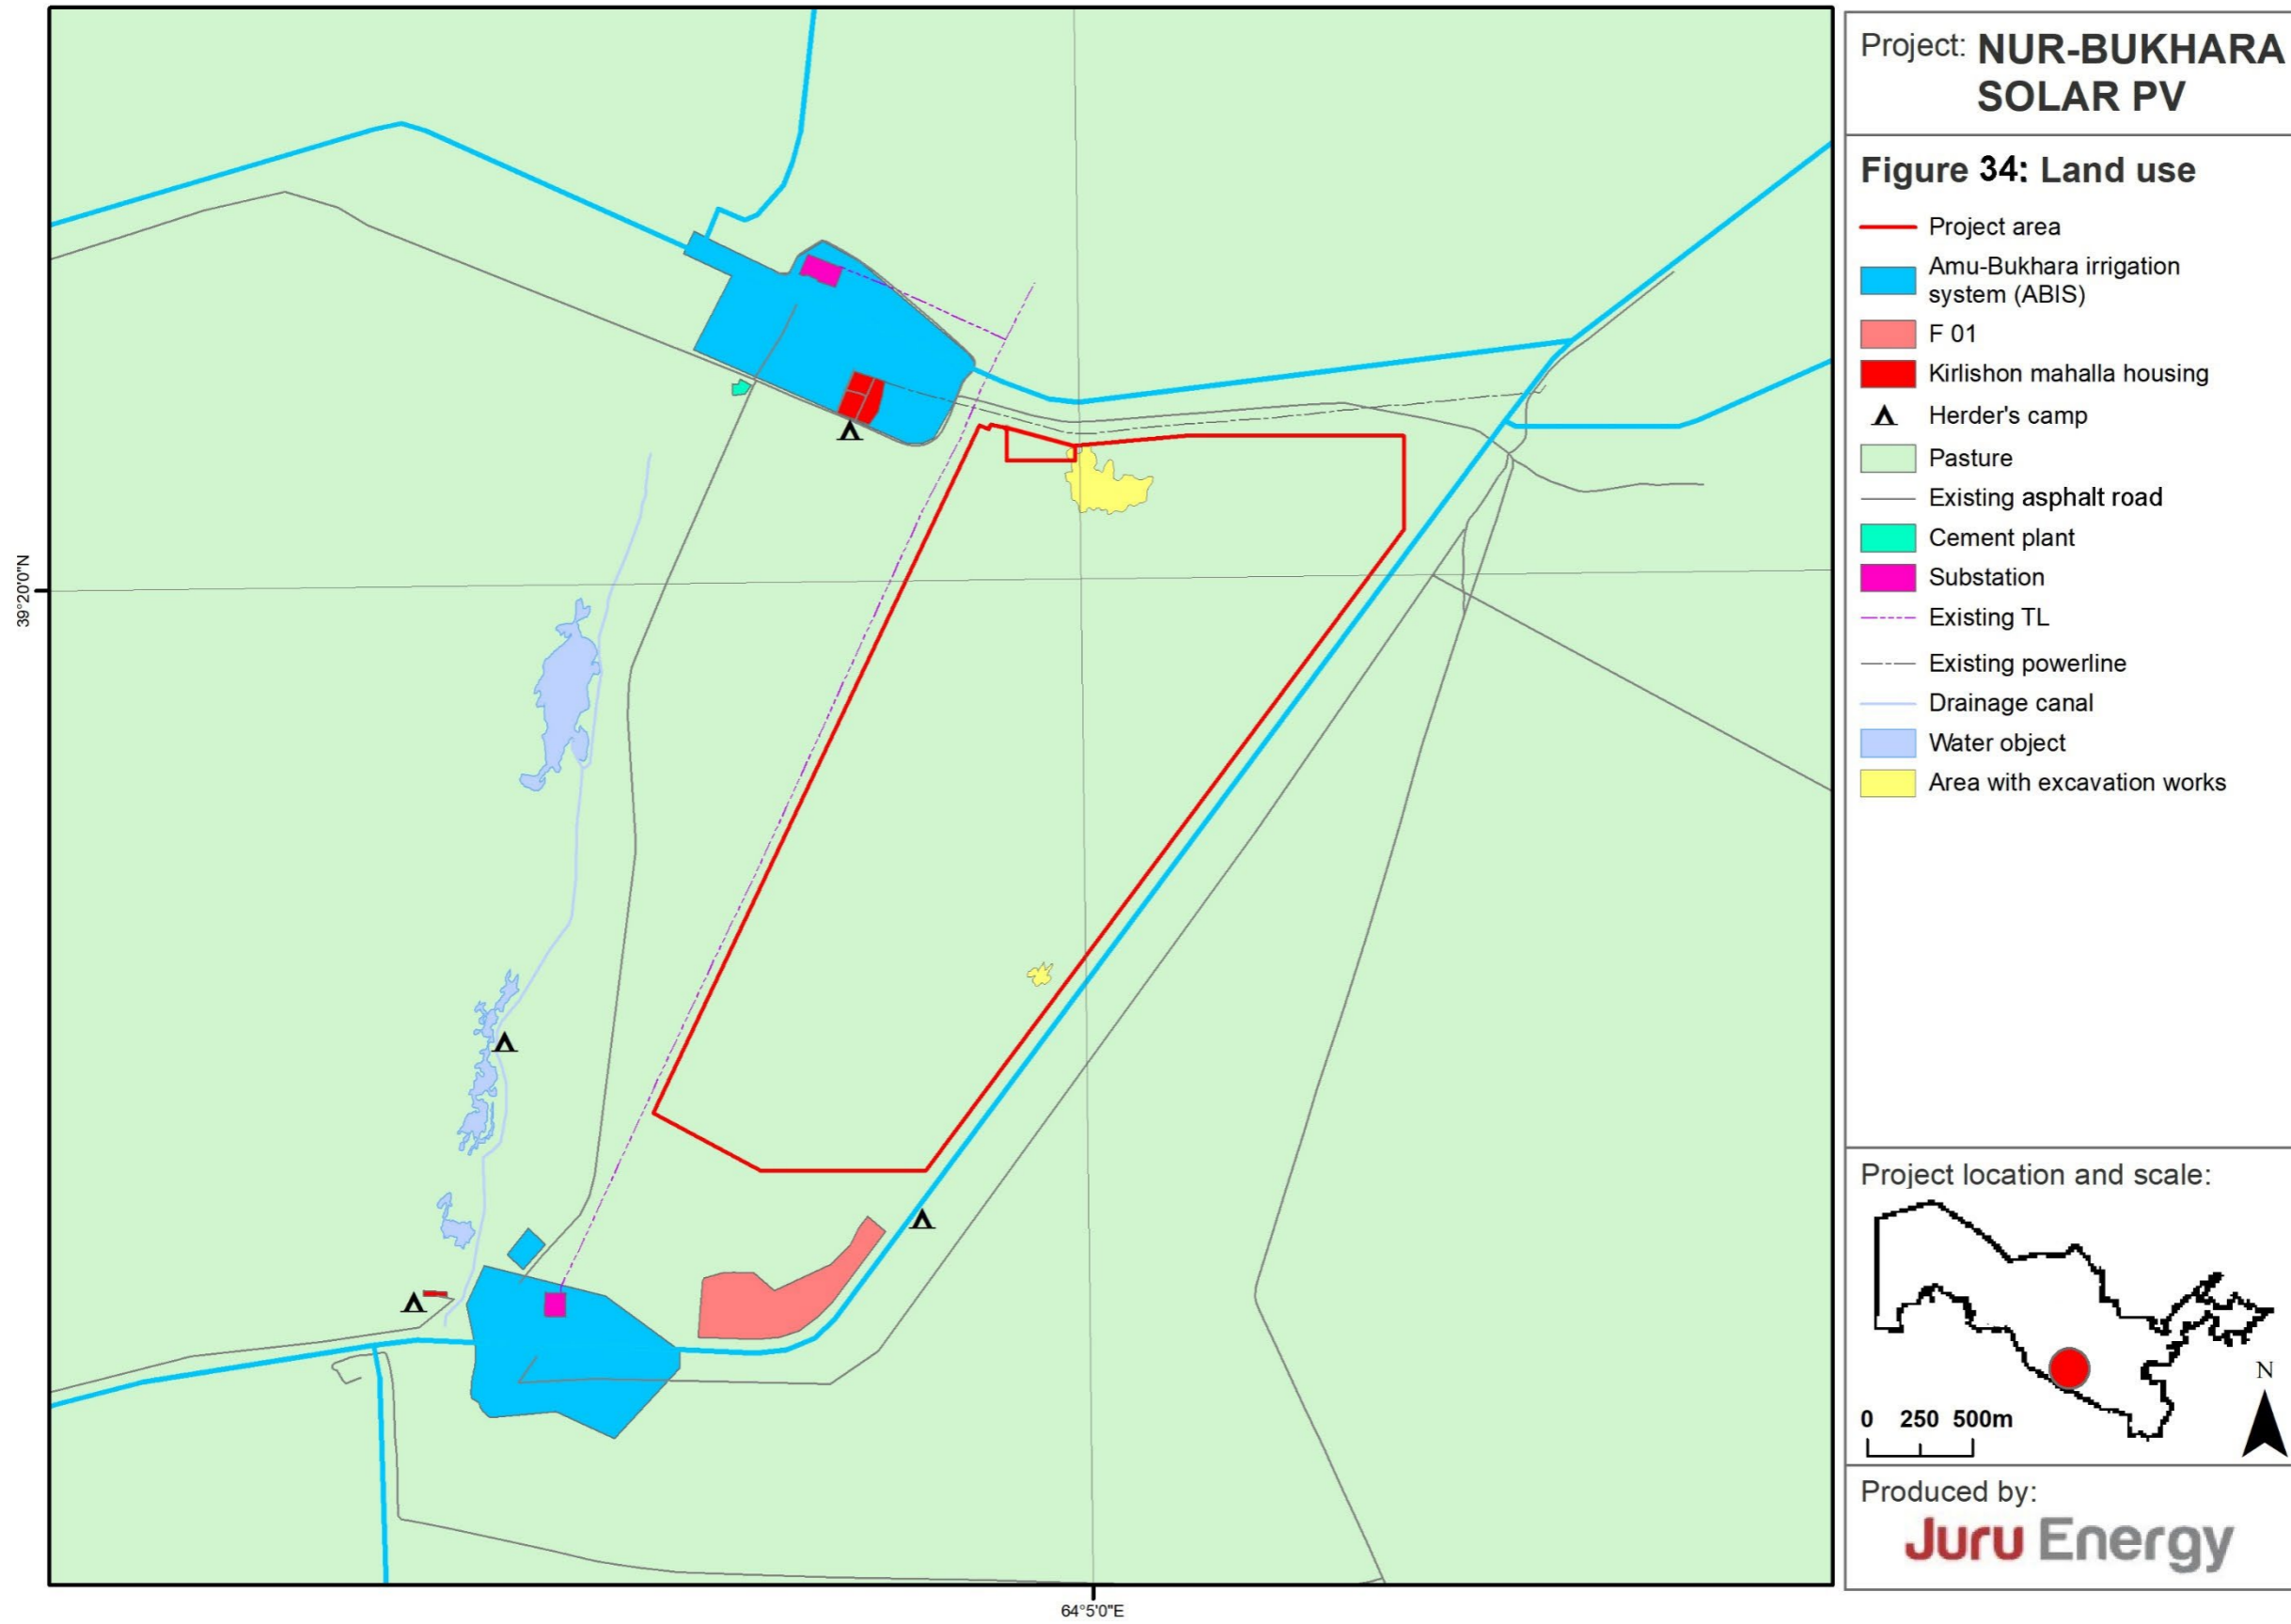 Project: NUR-BUKHARA
SOLAR PV
Figure 34: Land use
Project area
Amu-Bukhara irrigation
system (ABIS)
F 01
Kirlishon mahalla housing
Herder's camp
Pasture
Existing asphalt road
Cement plant
Substation
Existing TL
Existing powerline
Drainage canal
Water object
Area with excavation works
39°20'0"N
64°5'0"E
Project location and scale:
N
0 250 500m
Produced by:
Juru Energy